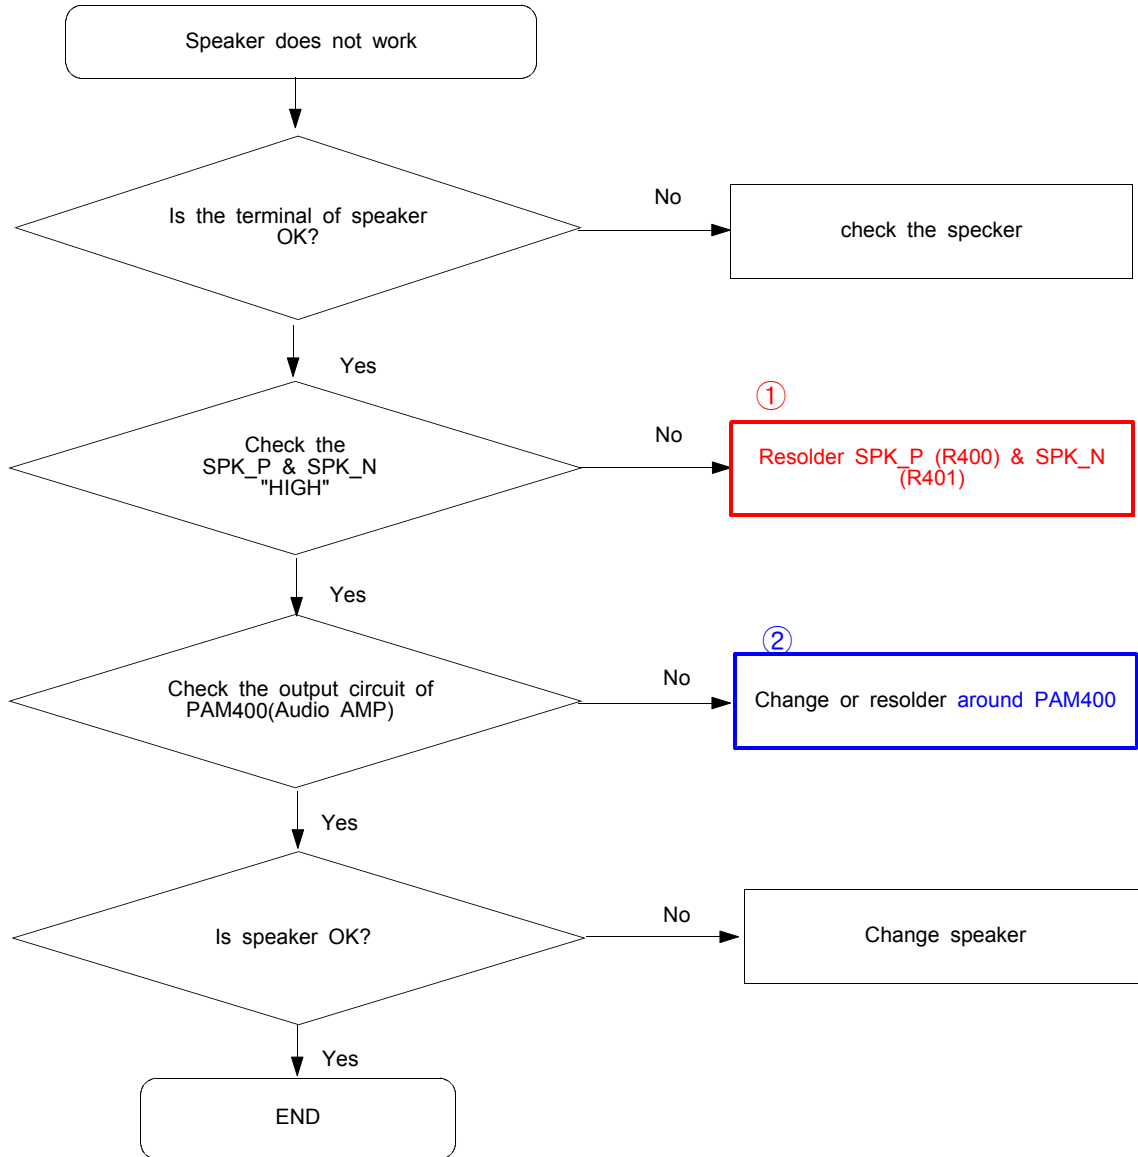 Speaker does not work
Is the terminal of speaker
OK?
No
check the specker
Yes
Check the
SPK_P & SPK_N
"HIGH"
No
①
Resolder SPK_P (R400) & SPK_N
(R401)
Yes
Check the output circuit of
PAM400(Audio AMP)
No
②
Change or resolder around PAM400
Yes
Is speaker OK?
No
Change speaker
Yes
END